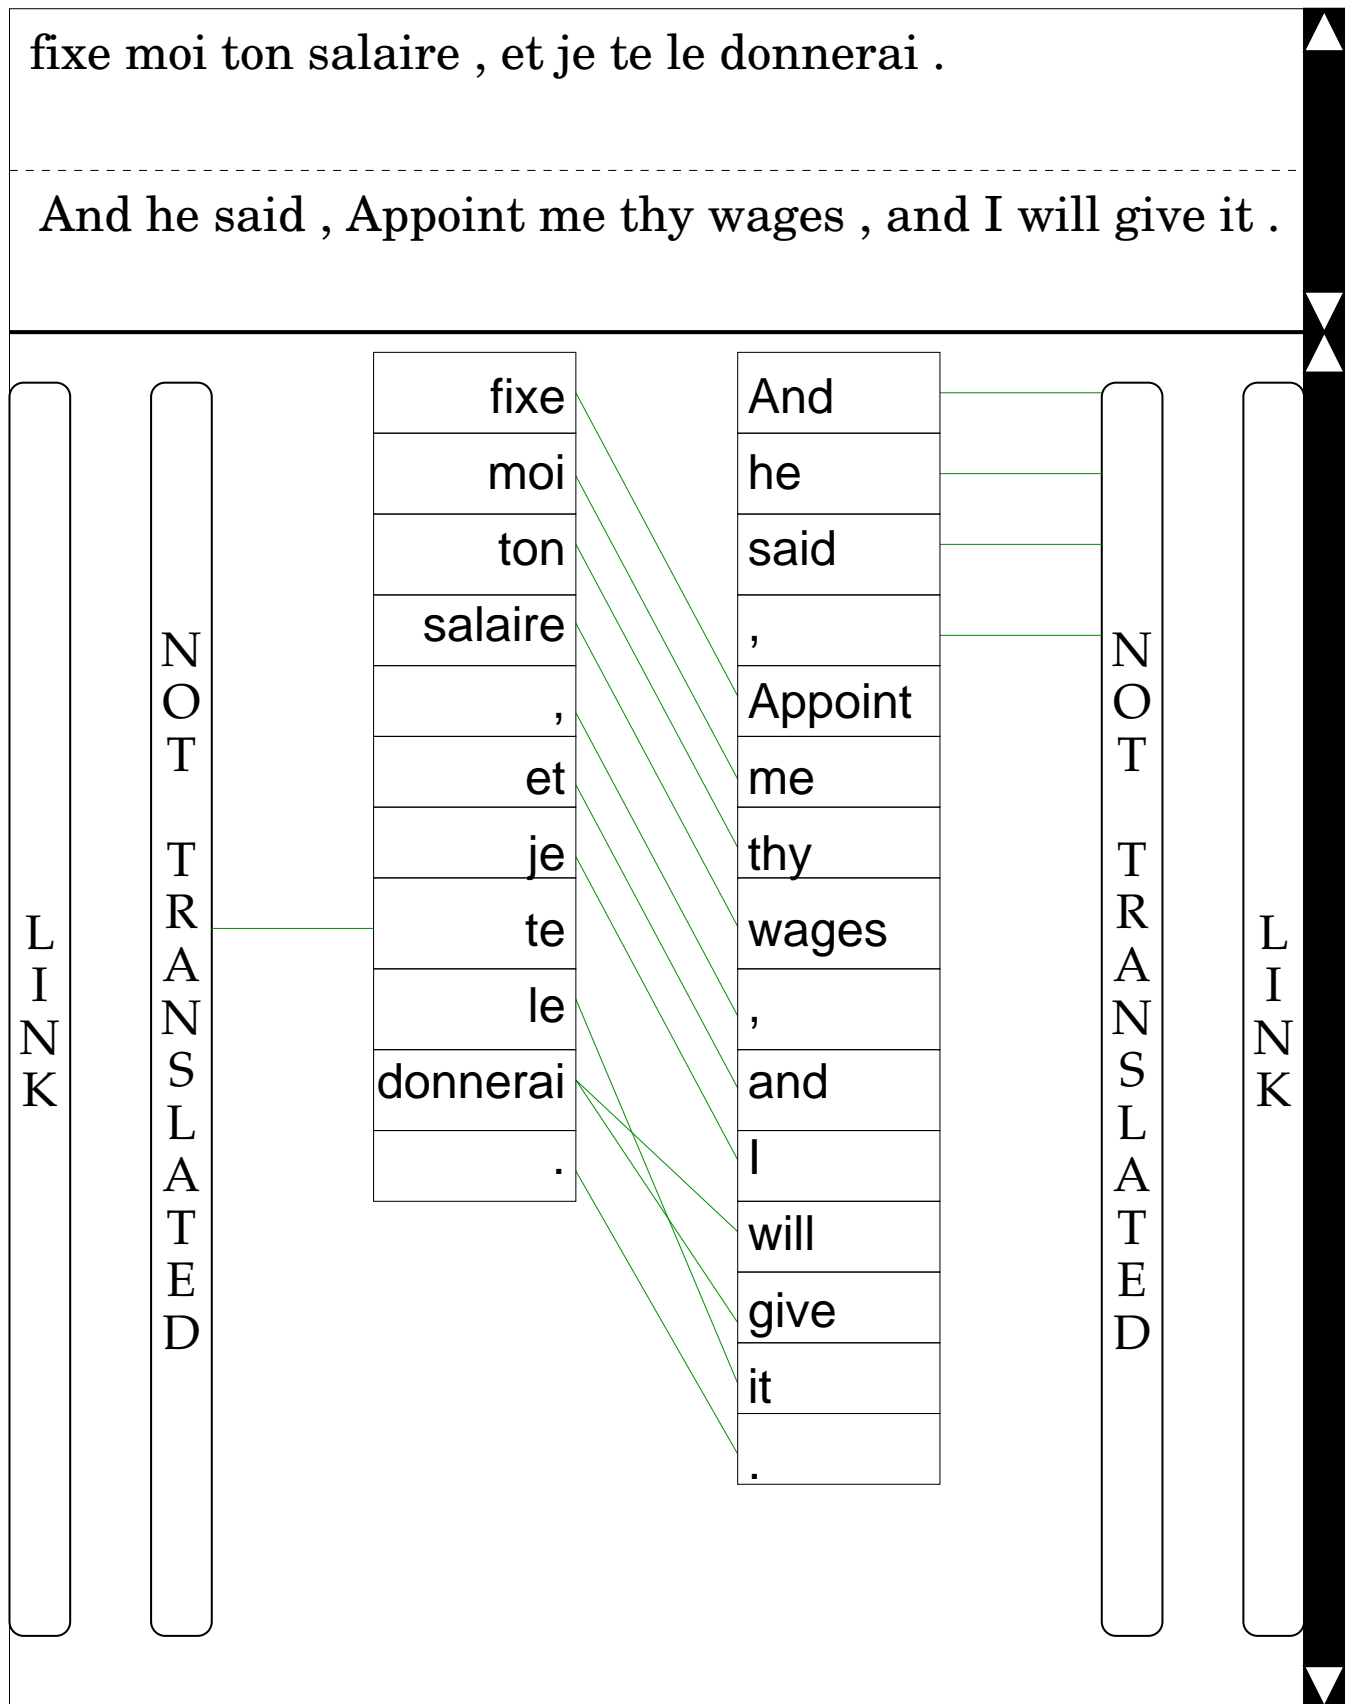 fixe moi ton salaire , et je te le donnerai .
And he said , Appoint me thy wages , and I will give it .
LINK
NOT TRANSLATED
fixe
moi
ton
salaire
,
et
je
te
le
donnerai
.
And
he
said
,
Appoint
me
thy
wages
,
and
I
will
give
it
.
NOT TRANSLATED
LINK